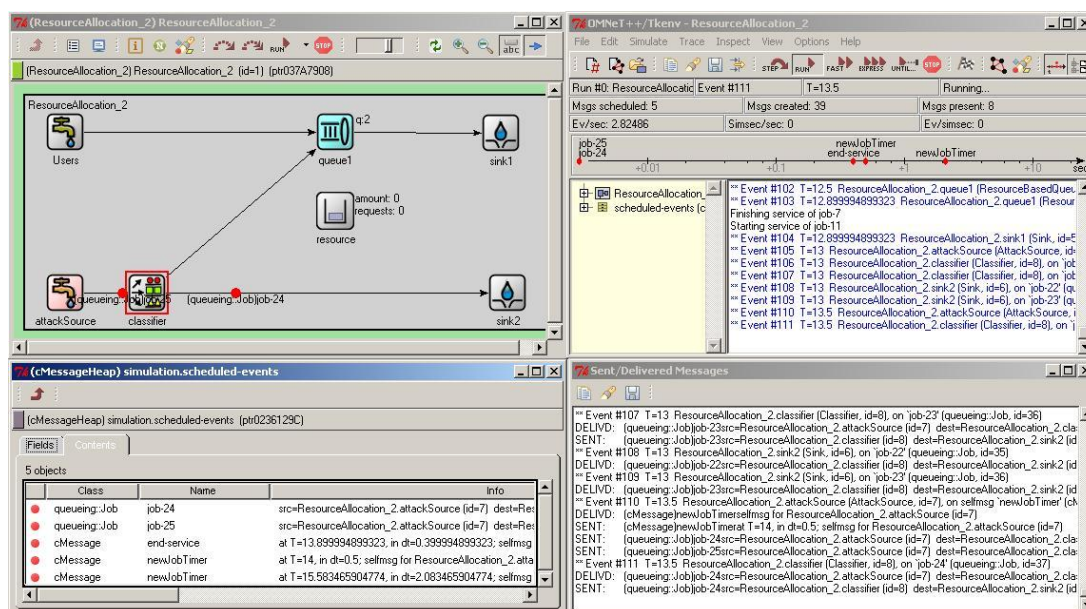 (ResourceAllocation_2) ResourceAllocation_2
RUN STOP abc
(ResourceAllocation_2) ResourceAllocation_2 (id=1) (ptr037A7908)
ResourceAllocation_2
Users
q:2
queue1
sink1
amount: 0
requests: 0
resource
(queueing::Job)job-25 (queueing::Job)job-24
attackSource classifier sink2
OMNeT++/Tkenv - ResourceAllocation_2
File Edit Simulate Trace Inspect View Options Help
STEP RUN FAST EXPRESS UNTIL... STOP
Run #0: ResourceAllocatic Event #111 T=13.5 Running...
Msgs scheduled: 5 Msgs created: 39 Msgs present: 8
Ev/sec: 2.82486 Simsec/sec: 0 Ev/simsec: 0
job-25 newJobTimer
job-24 end-service newJobTimer
+0.01 +0.1 +1 +10 sec
ResourceAllocation_
scheduled-events (c
** Event #102 T=12.5 ResourceAllocation_2.queue1 (ResourceBasedQueu
** Event #103 T=12.899994899323 ResourceAllocation_2.queue1 (Resour
Finishing service of job-7
Starting service of job-11
** Event #104 T=12.899994899323 ResourceAllocation_2.sink1 (Sink, id=5
** Event #105 T=13 ResourceAllocation_2.attackSource (AttackSource, id=
** Event #106 T=13 ResourceAllocation_2.classifier (Classifier, id=8), on `job
** Event #107 T=13 ResourceAllocation_2.classifier (Classifier, id=8), on `job
** Event #108 T=13 ResourceAllocation_2.sink2 (Sink, id=6), on `job-22' (qu
** Event #109 T=13 ResourceAllocation_2.sink2 (Sink, id=6), on `job-23' (qu
** Event #110 T=13.5 ResourceAllocation_2.attackSource (AttackSource, i
** Event #111 T=13.5 ResourceAllocation_2.classifier (Classifier, id=8), on `j
(cMessageHeap) simulation.scheduled-events
(cMessageHeap) simulation.scheduled-events (ptr0236129C)
Fields Contents
5 objects
Class Name Info
queueing::Job job-24 src=ResourceAllocation_2.attackSource (id=7) dest=Res
queueing::Job job-25 src=ResourceAllocation_2.attackSource (id=7) dest=Res
cMessage end-service at T=13.899994899323, in dt=0.399994899323; selfmsg
cMessage newJobTimer at T=14, in dt=0.5; selfmsg for ResourceAllocation_2.atta
cMessage newJobTimer at T=15.583465904774, in dt=2.083465904774; selfmsg
Sent/Delivered Messages
** Event #107 T=13 ResourceAllocation_2.classifier (Classifier, id=8), on `job-23' (queueing::Job, id=36)
DELIVD: (queueing::Job)job-23src=ResourceAllocation_2.attackSource (id=7) dest=ResourceAllocation_2.clas
SENT: (queueing::Job)job-23src=ResourceAllocation_2.classifier (id=8) dest=ResourceAllocation_2.sink2 (id
** Event #108 T=13 ResourceAllocation_2.sink2 (Sink, id=6), on `job-22' (queueing::Job, id=35)
DELIVD: (queueing::Job)job-22src=ResourceAllocation_2.classifier (id=8) dest=ResourceAllocation_2.sink2 (id
** Event #109 T=13 ResourceAllocation_2.sink2 (Sink, id=6), on `job-23' (queueing::Job, id=36)
DELIVD: (queueing::Job)job-23src=ResourceAllocation_2.classifier (id=8) dest=ResourceAllocation_2.sink2 (id
** Event #110 T=13.5 ResourceAllocation_2.attackSource (AttackSource, id=7), on selfmsg `newJobTimer' (cM
DELIVD: (cMessage)newJobTimerselfmsg for ResourceAllocation_2.attackSource (id=7)
SENT: (cMessage)newJobTimerat T=14, in dt=0.5; selfmsg for ResourceAllocation_2.attackSource (id=7)
SENT: (queueing::Job)job-24src=ResourceAllocation_2.attackSource (id=7) dest=ResourceAllocation_2.clas
SENT: (queueing::Job)job-25src=ResourceAllocation_2.attackSource (id=7) dest=ResourceAllocation_2.clas
** Event #111 T=13.5 ResourceAllocation_2.classifier (Classifier, id=8), on `job-24' (queueing::Job, id=37)
DELIVD: (queueing::Job)job-24src=ResourceAllocation_2.attackSource (id=7) dest=ResourceAllocation_2.clas
SENT: (queueing::Job)job-24src=ResourceAllocation_2.classifier (id=8) dest=ResourceAllocation_2.sink2 (id